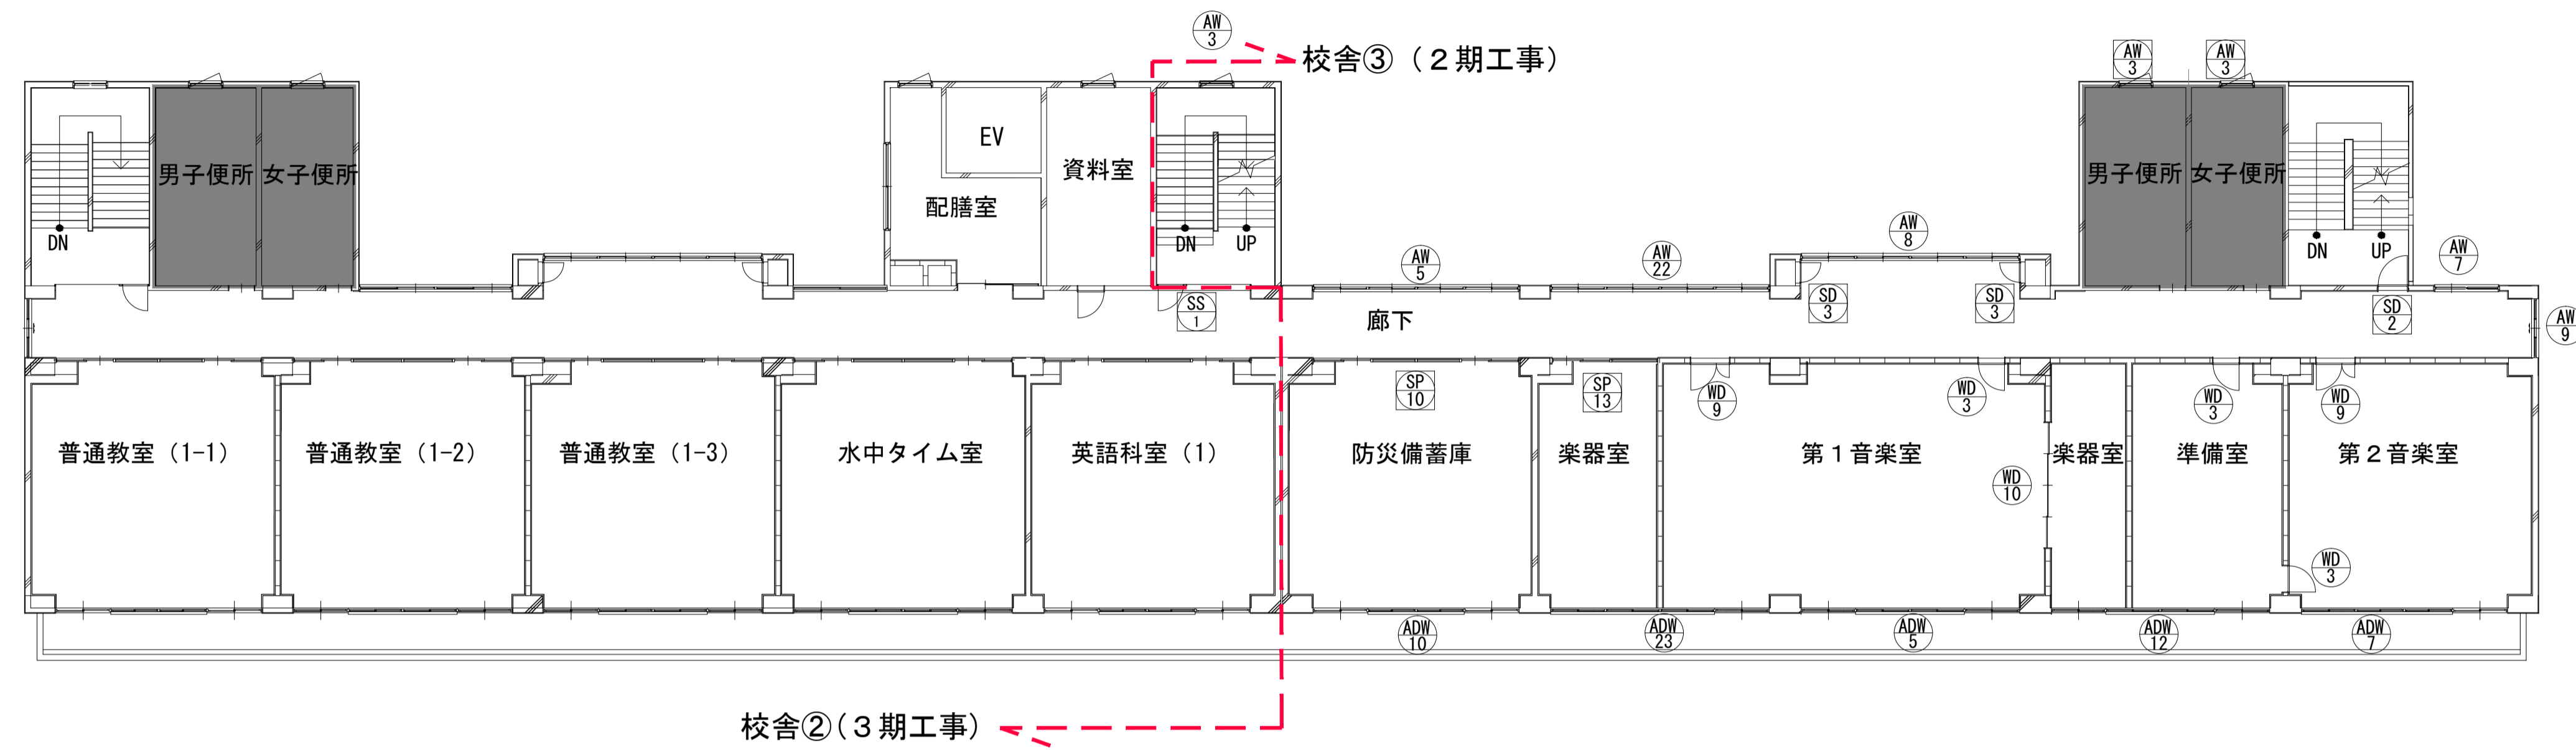 AW
3
校舎③（２期工事）
AW
3
AW
3
男子便所
女子便所
EV
配膳室
資料室
DN
DN
UP
男子便所
女子便所
DN
UP
AW
5
AW
22
AW
8
AW
7
SS
1
廊下
SD
3
SD
3
SD
2
AW
9
SP
10
SP
13
WD
9
WD
3
WD
3
WD
9
普通教室（1-1）
普通教室（1-2）
普通教室（1-3）
水中タイム室
英語科室（1）
防災備蓄庫
楽器室
第１音楽室
楽器室
準備室
第２音楽室
WD
10
WD
3
ADW
10
ADW
23
ADW
5
ADW
12
ADW
7
校舎②（３期工事）